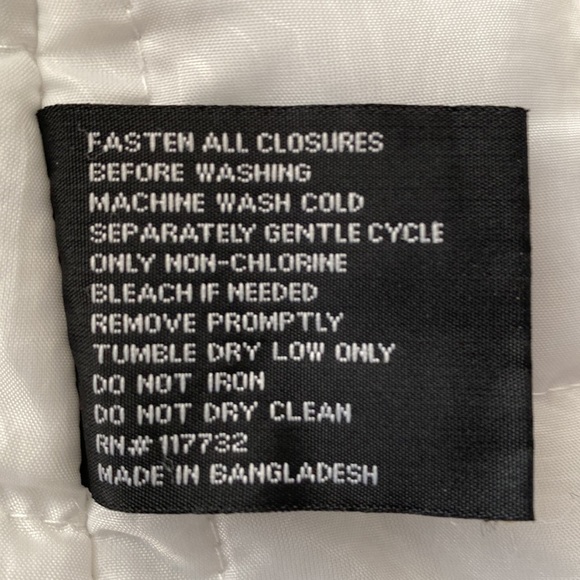 FASTEN ALL CLOSURES
BEFORE WASHING
MACHINE WASH COLD
SEPARATELY GENTLE CYCLE
ONLY NON-CHLORINE
BLEACH IF NEEDED
REMOVE PROMPTLY
TUMBLE DRY LOW ONLY
DO NOT IRON
DO NOT DRY CLEAN
RN# 117732
MADE IN BANGLADESH